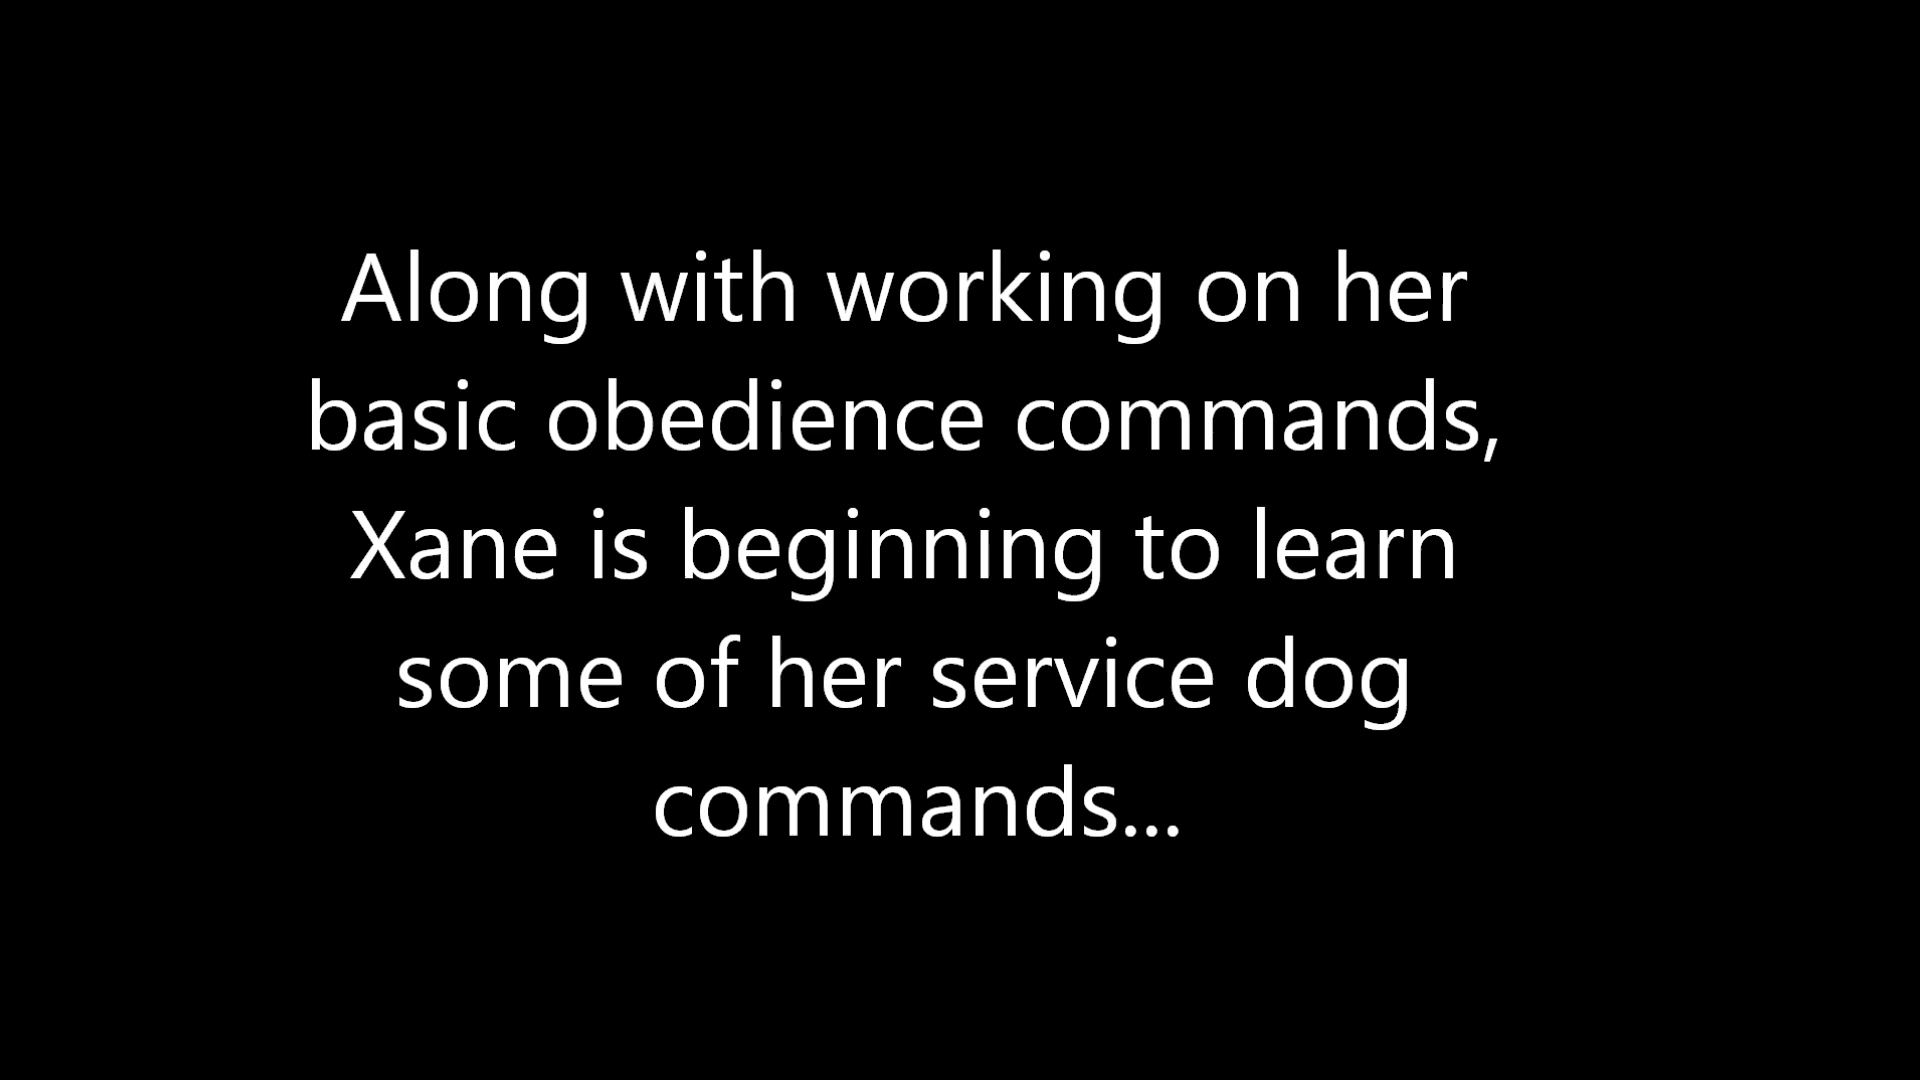 Along with working on her
basic obedience commands,
Xane is beginning to learn
some of her service dog
commands...